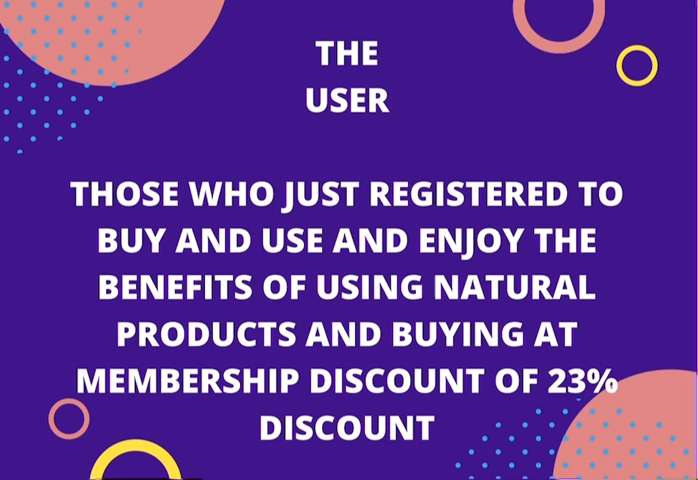 THE
USER
THOSE WHO JUST REGISTERED TO
BUY AND USE AND ENJOY THE
BENEFITS OF USING NATURAL
PRODUCTS AND BUYING AT
MEMBERSHIP DISCOUNT OF 23%
DISCOUNT